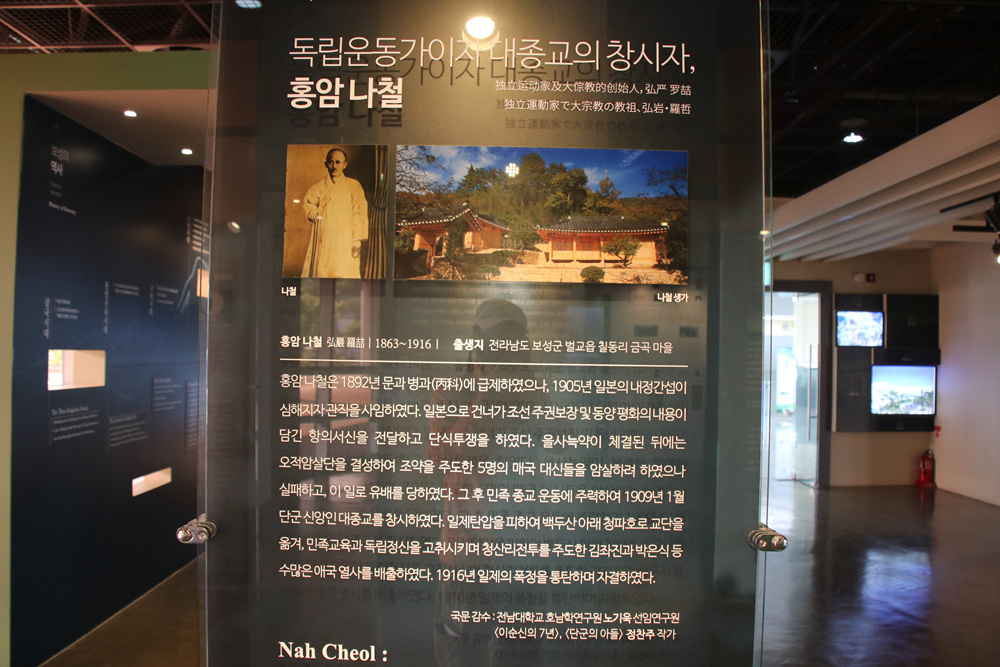 독립운동가이자 대종교의 창시자,
홍암 나철
独立运动家及大倧教的创始人, 弘严 罗喆
独立運動家で大宗教の教祖、弘岩・羅哲
나철
나철 생가
홍암 나철 弘巖 羅喆 | 1863~1916 | 출생지 전라남도 보성군 벌교읍 칠동리 금곡 마을
홍암 나철은 1892년 문과 병과(丙科)에 급제하였으나, 1905년 일본의 내정간섭이
심해지자 관직을 사임하였다. 일본으로 건너가 조선 주권보장 및 동양 평화의 내용이
담긴 항의서신을 전달하고 단식투쟁을 하였다. 을사늑약이 체결된 뒤에는
오적암살단을 결성하여 조약을 주도한 5명의 매국 대신들을 암살하려 하였으나
실패하고, 이 일로 유배를 당하였다. 그 후 민족 종교 운동에 주력하여 1909년 1월
단군 신앙인 대종교를 창시하였다. 일제탄압을 피하여 백두산 아래 청파호로 교단을
옮겨, 민족교육과 독립정신을 고취시키며 청산리전투를 주도한 김좌진과 박은식 등
수많은 애국 열사를 배출하였다. 1916년 일제의 폭정을 통탄하며 자결하였다.
국문 감수 : 전남대학교 호남학연구원 노기욱 선임연구원
〈이순신의 7년〉, 〈단군의 아들〉 정찬주 작가
Nah Cheol :
보성의
역사
History of Boseong
삼국시대